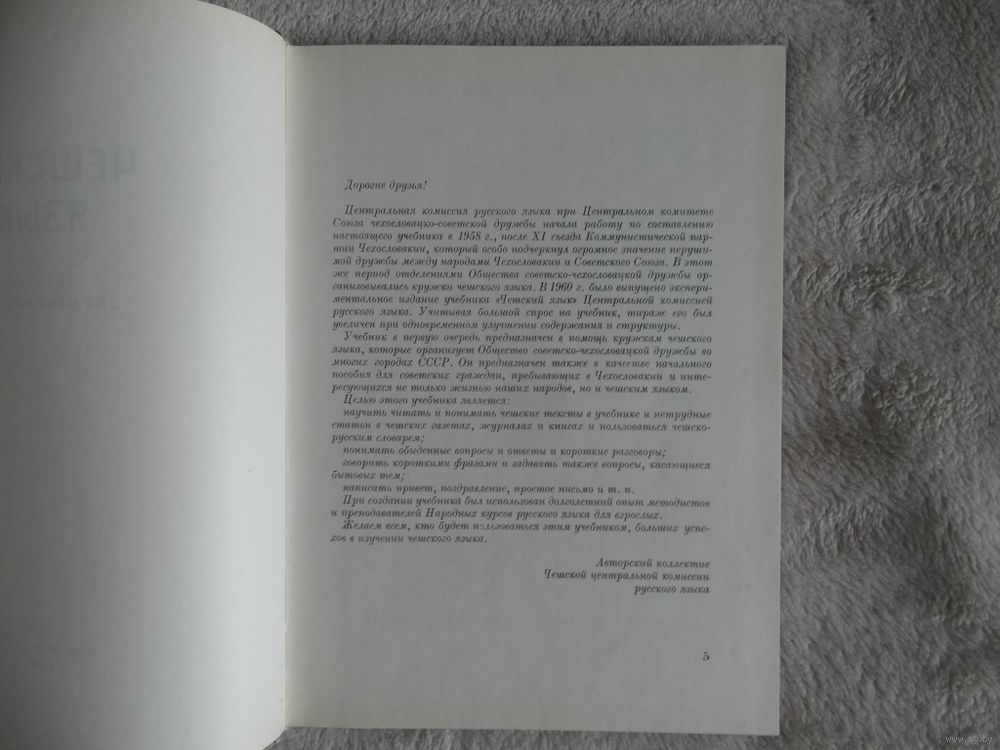 Дорогие друзья!
Центральная комиссия русского языка при Центральном комитете
Союза чехословацко-советской дружбы начала работу по составлению
настоящего учебника в 1958 г., после XI съезда Коммунистической пар-
тии Чехословакии, который особо подчеркнул огромное значение неруши-
мой дружбы между народами Чехословакии и Советского Союза. В этот
же период отделениями Общества советско-чехословацкой дружбы ор-
ганизовывались кружки чешского языка. В 1960 г. было выпущено экспери-
ментальное издание учебника «Чешский язык» Центральной комиссией
русского языка. Учитывая большой спрос на учебник, тираж его был
увеличен при одновременном улучшении содержания и структуры.
Учебник в первую очередь предназначен в помощь кружкам чешского
языка, которые организует Общество советско-чехословацкой дружбы во
многих городах СССР. Он предназначен также в качестве начального
пособия для советских граждан, пребывающих в Чехословакии и инте-
ресующихся не только жизнью наших народов, но и чешским языком.
Целью этого учебника является:
научить читать и понимать чешские тексты в учебнике и нетрудные
статьи в чешских газетах, журналах и книгах и пользоваться чешско-
русским словарем;
понимать обыденные вопросы и ответы и короткие разговоры;
говорить короткими фразами и задавать также вопросы, касающиеся
бытовых тем;
написать привет, поздравление, простое письмо и т. п.
При создании учебника был использован долголетний опыт методистов
и преподавателей Народных курсов русского языка для взрослых.
Желаем всем, кто будет пользоваться этим учебником, больших успе-
хов в изучении чешского языка.
Авторский коллектив
Чешской центральной комиссии
русского языка
5
www.ay.by